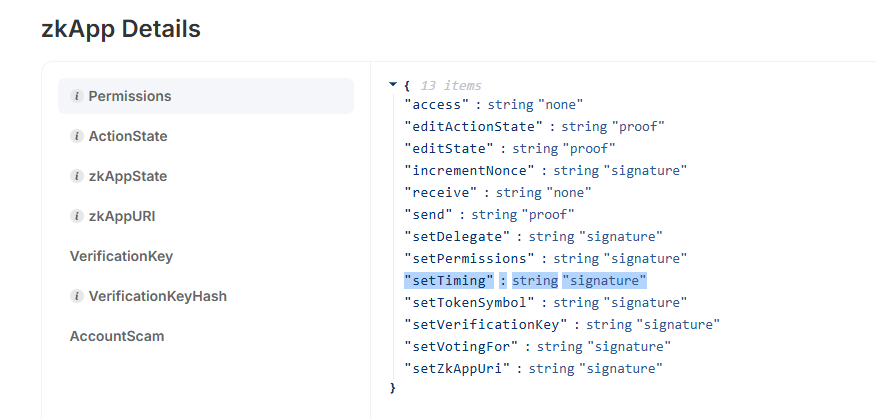 zkApp Details
i Permissions
i ActionState
i zkAppState
i zkAppURI
VerificationKey
i VerificationKeyHash
AccountScam
{ 13 items
"access" : string "none"
"editActionState" : string "proof"
"editState" : string "proof"
"incrementNonce" : string "signature"
"receive" : string "none"
"send" : string "proof"
"setDelegate" : string "signature"
"setPermissions" : string "signature"
"setTiming" : string "signature"
"setTokenSymbol" : string "signature"
"setVerificationKey" : string "signature"
"setVotingFor" : string "signature"
"setZkAppUri" : string "signature"
}